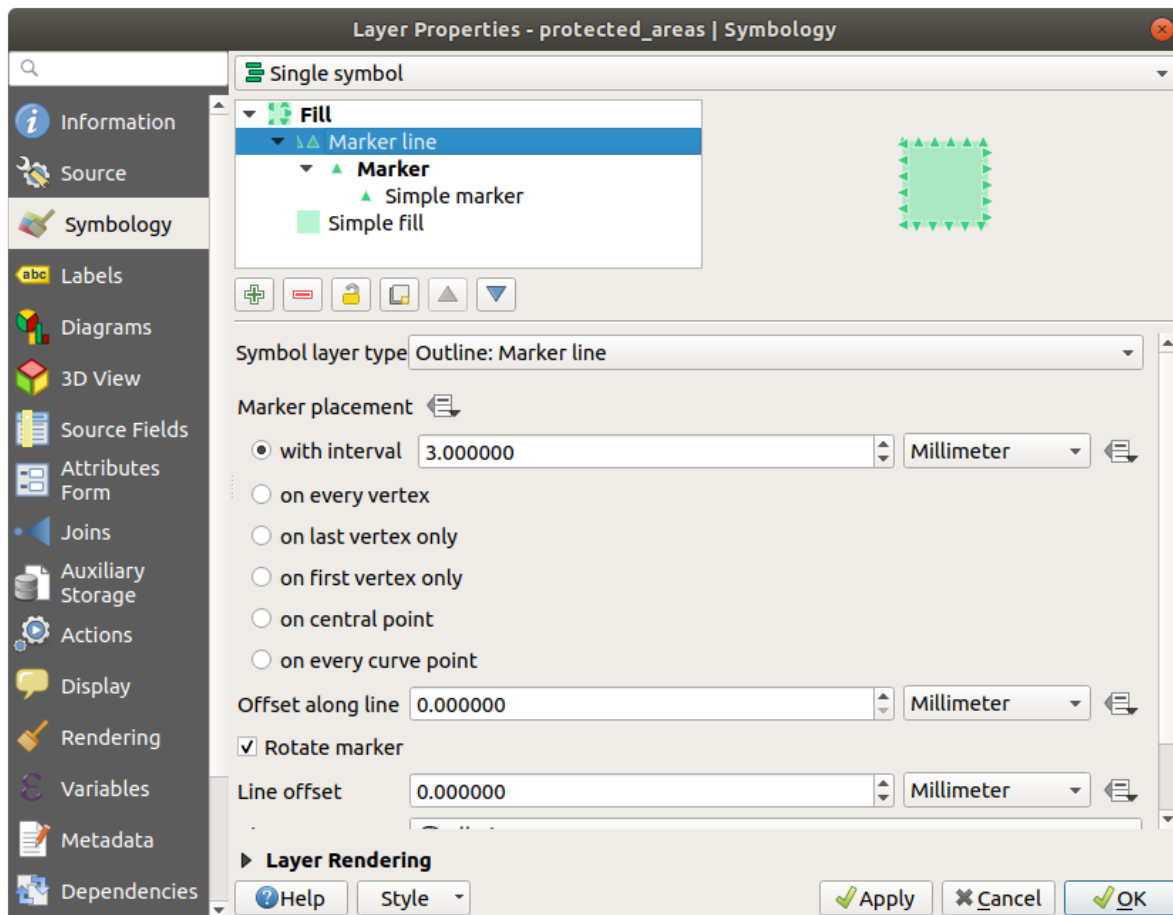 Layer Properties - protected_areas | Symbology
Single symbol
Information
Source
Symbology
abc Labels
Diagrams
3D View
Source Fields
Attributes
Form
Joins
Auxiliary
Storage
Actions
Display
Rendering
Variables
Metadata
Dependencies
Fill
Marker line
Marker
Simple marker
Simple fill
Symbol layer type Outline: Marker line
Marker placement
with interval 3.000000 Millimeter
on every vertex
on last vertex only
on first vertex only
on central point
on every curve point
Offset along line 0.000000 Millimeter
Rotate marker
Line offset 0.000000 Millimeter
Layer Rendering
Help Style Apply Cancel OK